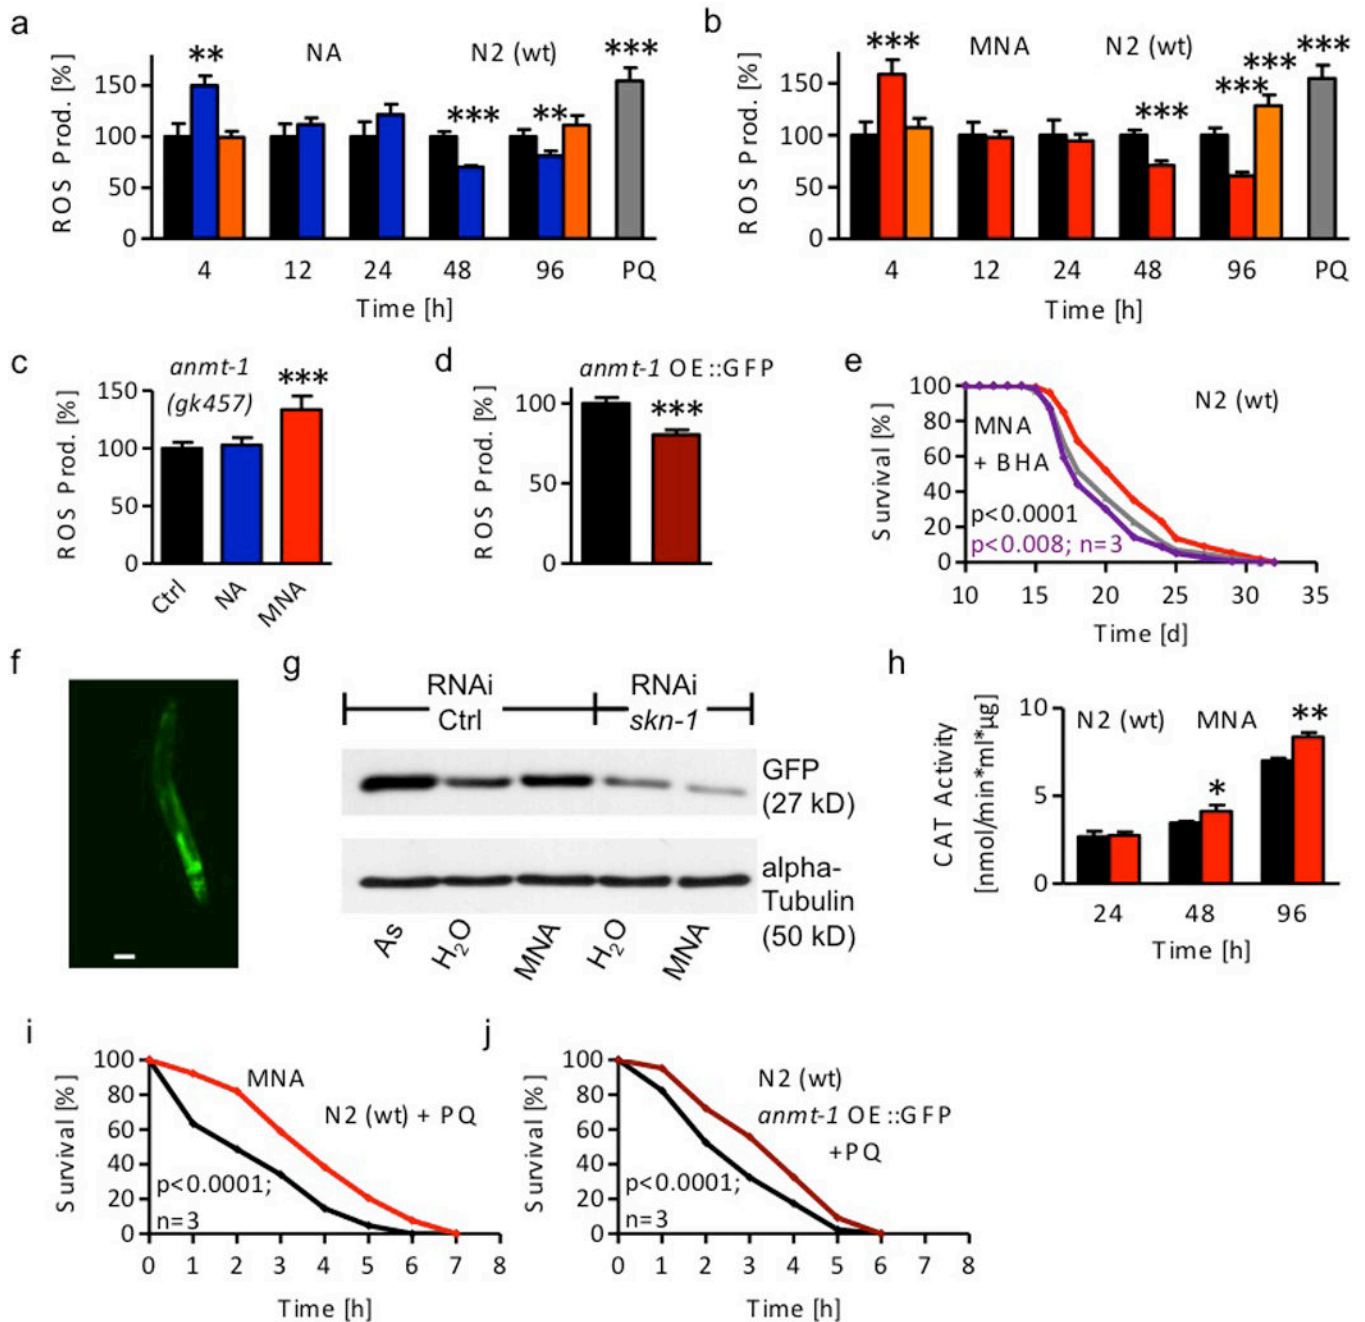 a
** NA N2 (wt) ***
ROS Prod. [%]
150
100
50
0
*** **
4 12 24 48 96 PQ
Time [h]
b
*** MNA N2 (wt) *** ***
ROS Prod. [%]
150
100
50
0
*** ***
4 12 24 48 96 PQ
Time [h]
c
anmt-1
(gk457)
***
ROS Prod. [%]
150
100
50
0
Ctrl NA MNA
d
anmt-1 OE::GFP
***
ROS Prod. [%]
100
50
0
e
N2 (wt)
MNA
+ BHA
p<0.0001
p<0.008; n=3
Survival [%]
100
80
60
40
20
0
10 15 20 25 30 35
Time [d]
f
g
RNAi RNAi
Ctrl skn-1
GFP
(27 kD)
alpha-
Tubulin
(50 kD)
As H2O MNA H2O MNA
h
N2 (wt) MNA **
*
CAT Activity
[nmol/min*ml*µg]
10
5
0
24 48 96
Time [h]
i
MNA
N2 (wt) + PQ
p<0.0001;
n=3
Survival [%]
100
80
60
40
20
0
0 1 2 3 4 5 6 7 8
Time [h]
j
N2 (wt)
anmt-1 OE::GFP
+PQ
p<0.0001;
n=3
Survival [%]
100
80
60
40
20
0
0 1 2 3 4 5 6 7 8
Time [h]